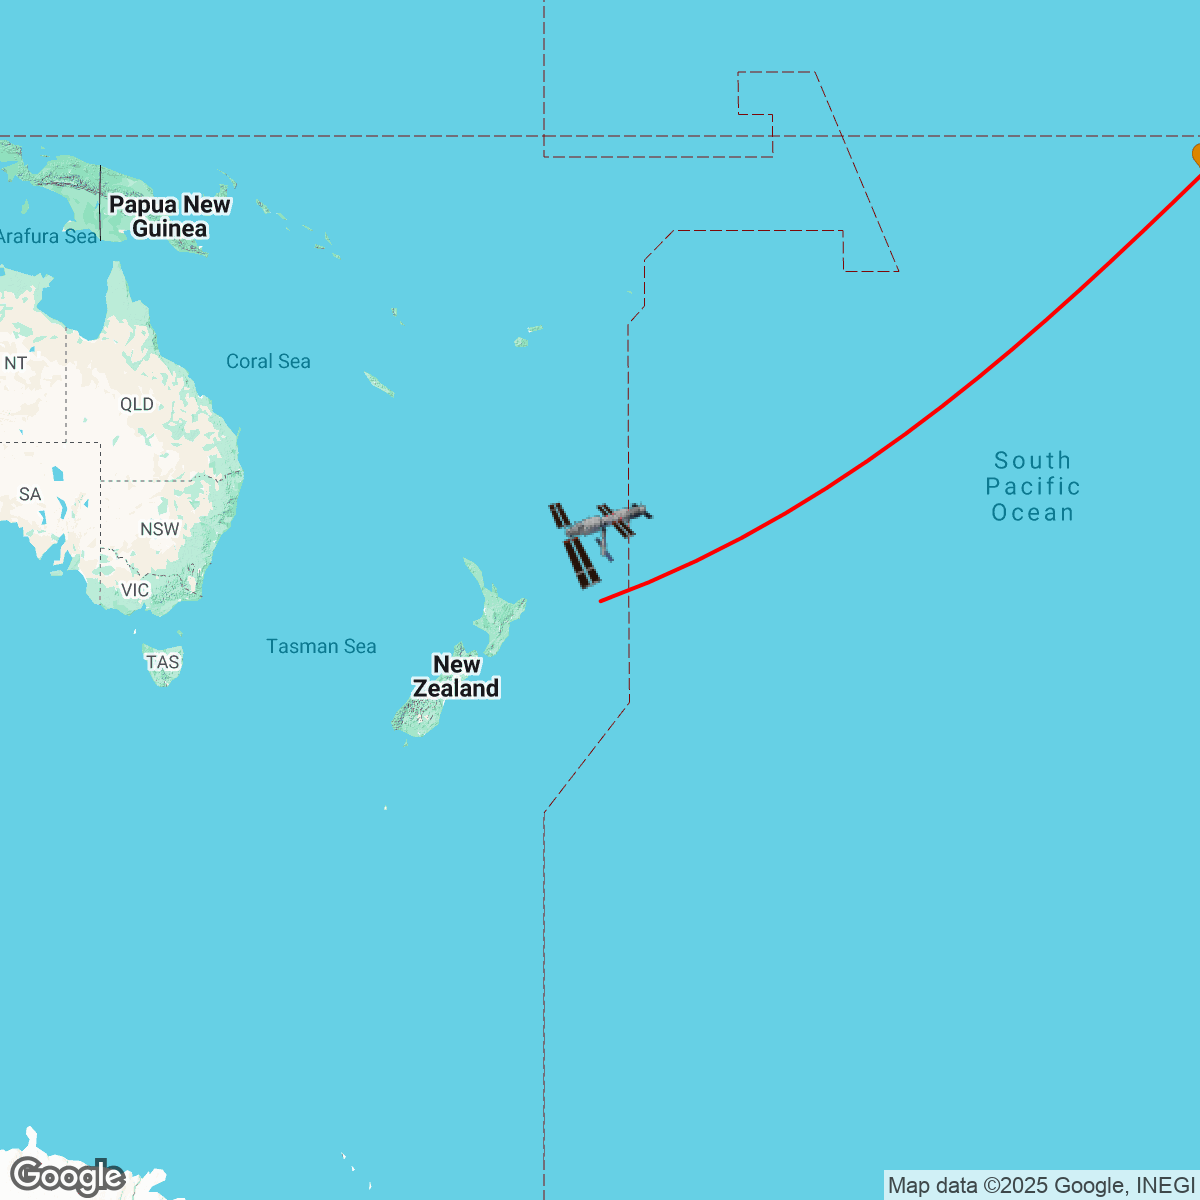 Papua New
Guinea
Arafura Sea
Coral Sea
NT
QLD
South
Pacific
Ocean
SA
NSW
VIC
Tasman Sea
TAS
New
Zealand
Google
Map data ©2025 Google, INEGI